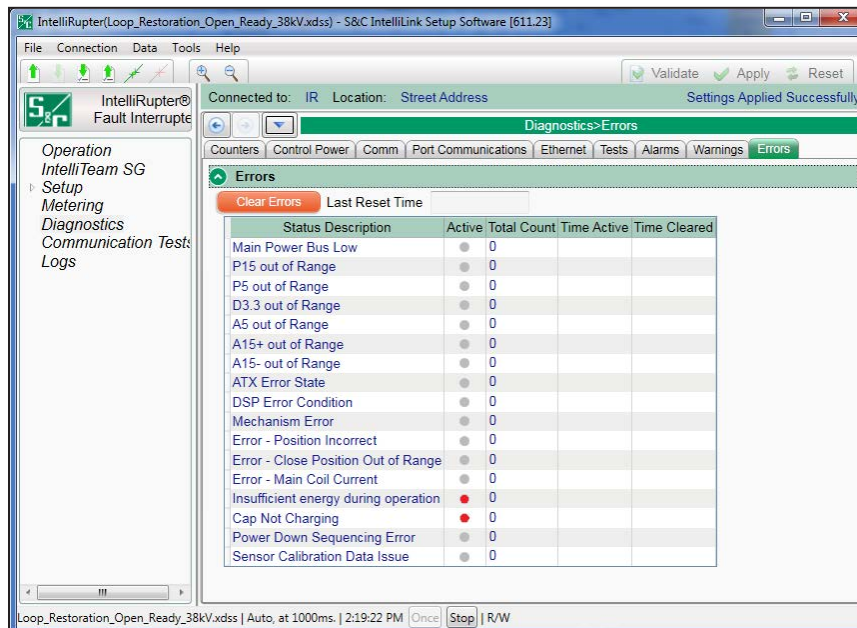 IntelliRupter(Loop_Restoration_Open_Ready_38kV.xdss) - S&C IntelliLink Setup Software [611.23]
File Connection Data Tools Help
Validate Apply Reset
S&C
IntelliRupter®
Fault Interrupte
Connected to: IR Location: Street Address Settings Applied Successfully
Diagnostics>Errors
Counters Control Power Comm Port Communications Ethernet Tests Alarms Warnings Errors
Operation
IntelliTeam SG
Setup
Metering
Diagnostics
Communication Tests
Logs
Errors
Clear Errors Last Reset Time
Status Description Active Total Count Time Active Time Cleared
Main Power Bus Low 0
P15 out of Range 0
P5 out of Range 0
D3.3 out of Range 0
A5 out of Range 0
A15+ out of Range 0
A15- out of Range 0
ATX Error State 0
DSP Error Condition 0
Mechanism Error 0
Error - Position Incorrect 0
Error - Close Position Out of Range 0
Error - Main Coil Current 0
Insufficient energy during operation 0
Cap Not Charging 0
Power Down Sequencing Error 0
Sensor Calibration Data Issue 0
Loop_Restoration_Open_Ready_38kV.xdss | Auto, at 1000ms. | 2:19:22 PM Once Stop | R/W